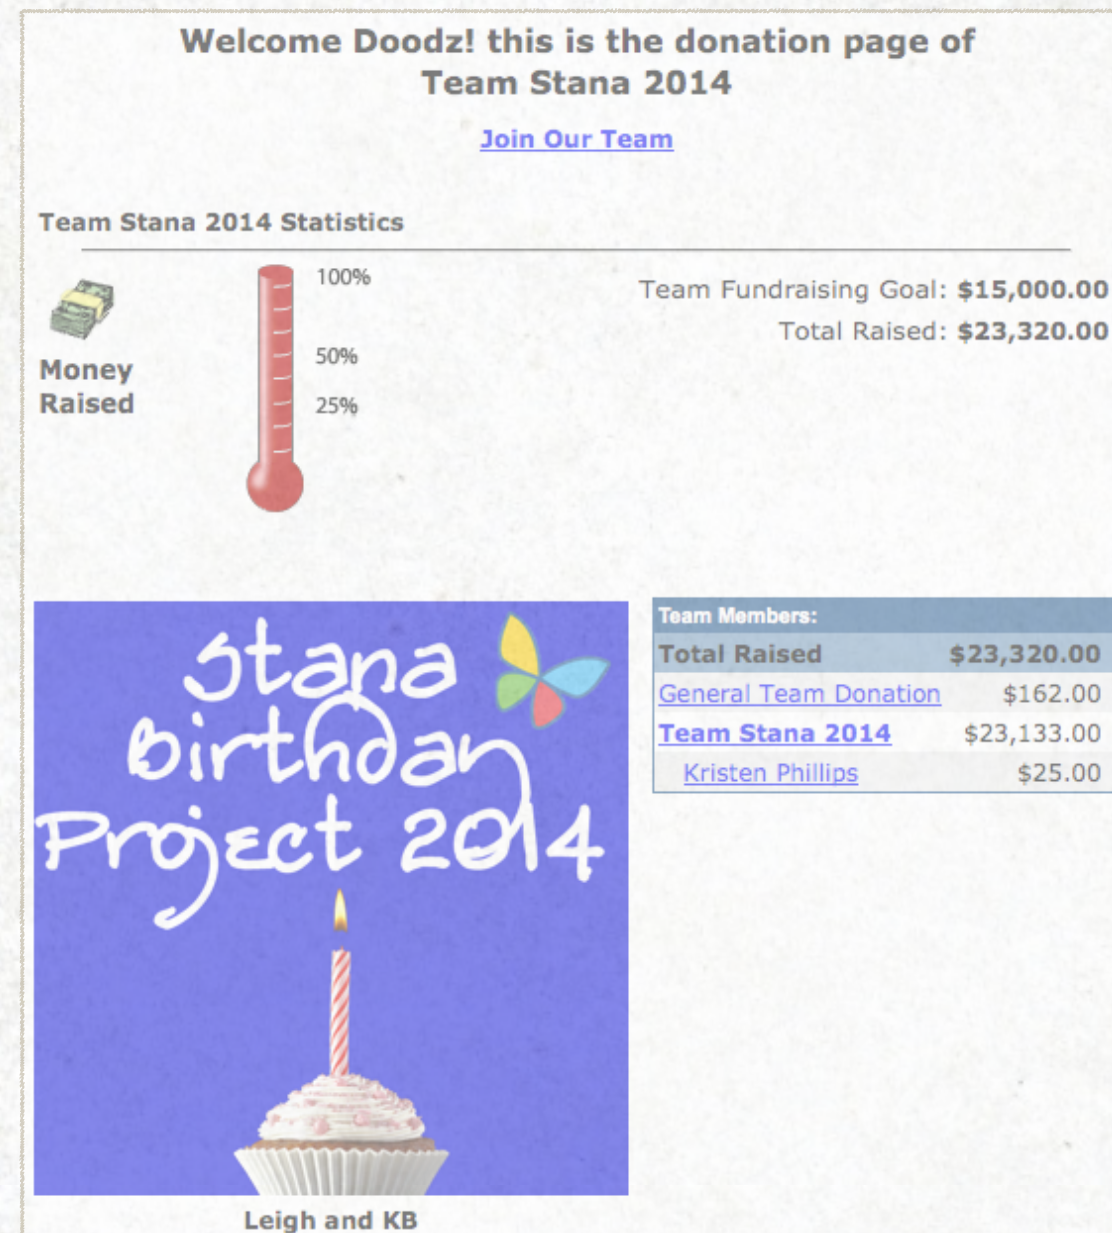 Welcome Doodz! this is the donation page of
Team Stana 2014
Join Our Team
Team Stana 2014 Statistics
Money
Raised
100%
50%
25%
Team Fundraising Goal: $15,000.00
Total Raised: $23,320.00
Stana
Birthday
Project 2014
Leigh and KB
Team Members:
Total Raised $23,320.00
General Team Donation $162.00
Team Stana 2014 $23,133.00
Kristen Phillips $25.00